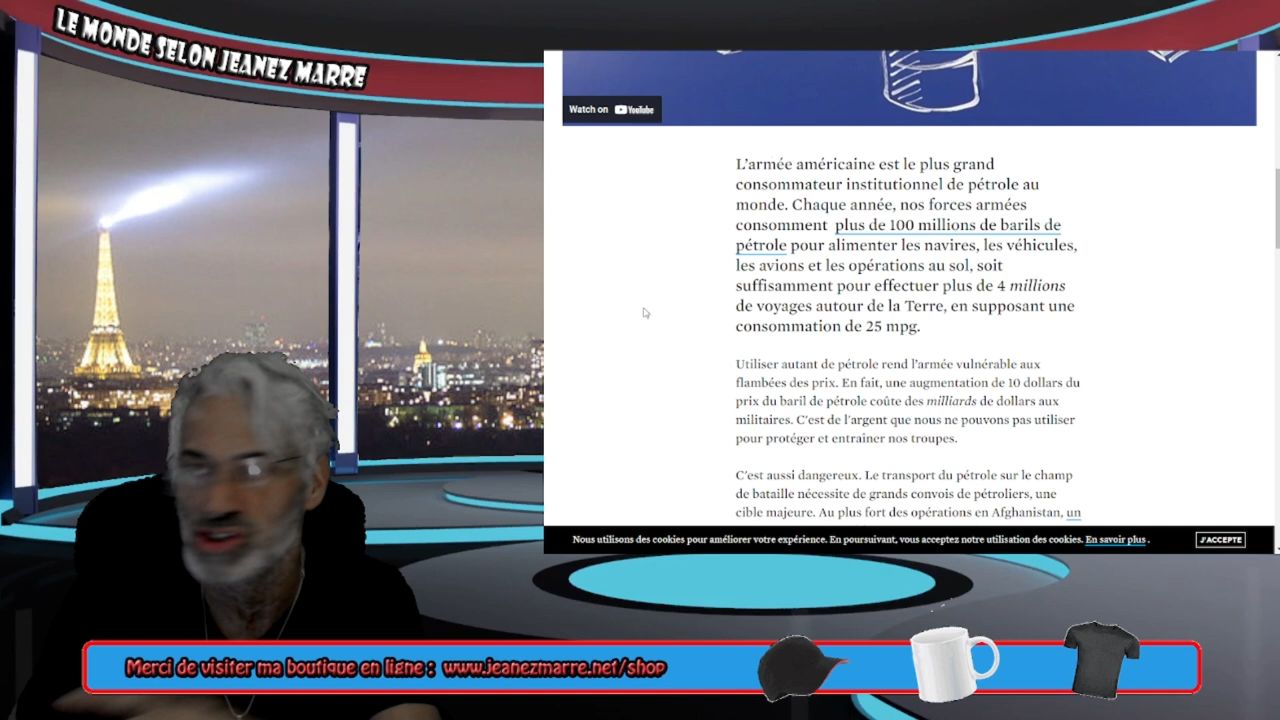 LE MONDE SELON JEANEZ MARRE
Watch on YouTube
L'armée américaine est le plus grand
consommateur institutionnel de pétrole au
monde. Chaque année, nos forces armées
consomment plus de 100 millions de barils de
pétrole pour alimenter les navires, les véhicules,
les avions et les opérations au sol, soit
suffisamment pour effectuer plus de 4 millions
de voyages autour de la Terre, en supposant une
consommation de 25 mpg.
Utiliser autant de pétrole rend l'armée vulnérable aux
flambées des prix. En fait, une augmentation de 10 dollars du
prix du baril de pétrole coûte des milliards de dollars aux
militaires. C'est de l'argent que nous ne pouvons pas utiliser
pour protéger et entraîner nos troupes.
C'est aussi dangereux. Le transport du pétrole sur le champ
de bataille nécessite de grands convois de pétroliers, une
cible majeure. Au plus fort des opérations en Afghanistan, un
Nous utilisons des cookies pour améliorer votre expérience. En poursuivant, vous acceptez notre utilisation des cookies. En savoir plus .
J'ACCEPTE
Merci de visiter ma boutique en ligne : www.jeanezmarre.net/shop